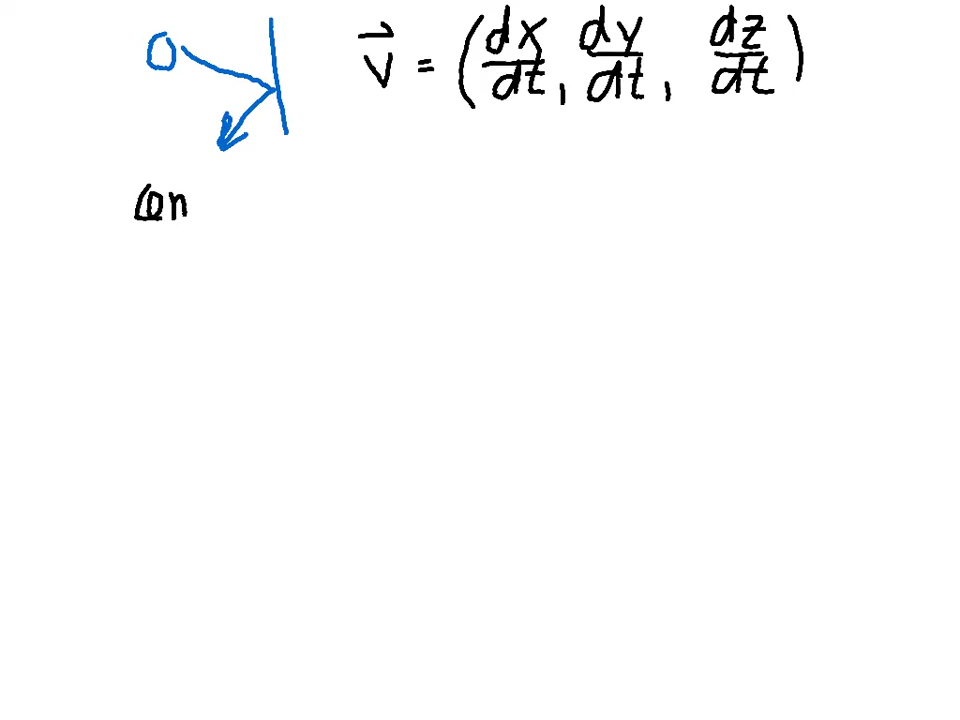 v⃗ = (dx/dt, dy/dt, dz/dt)
con